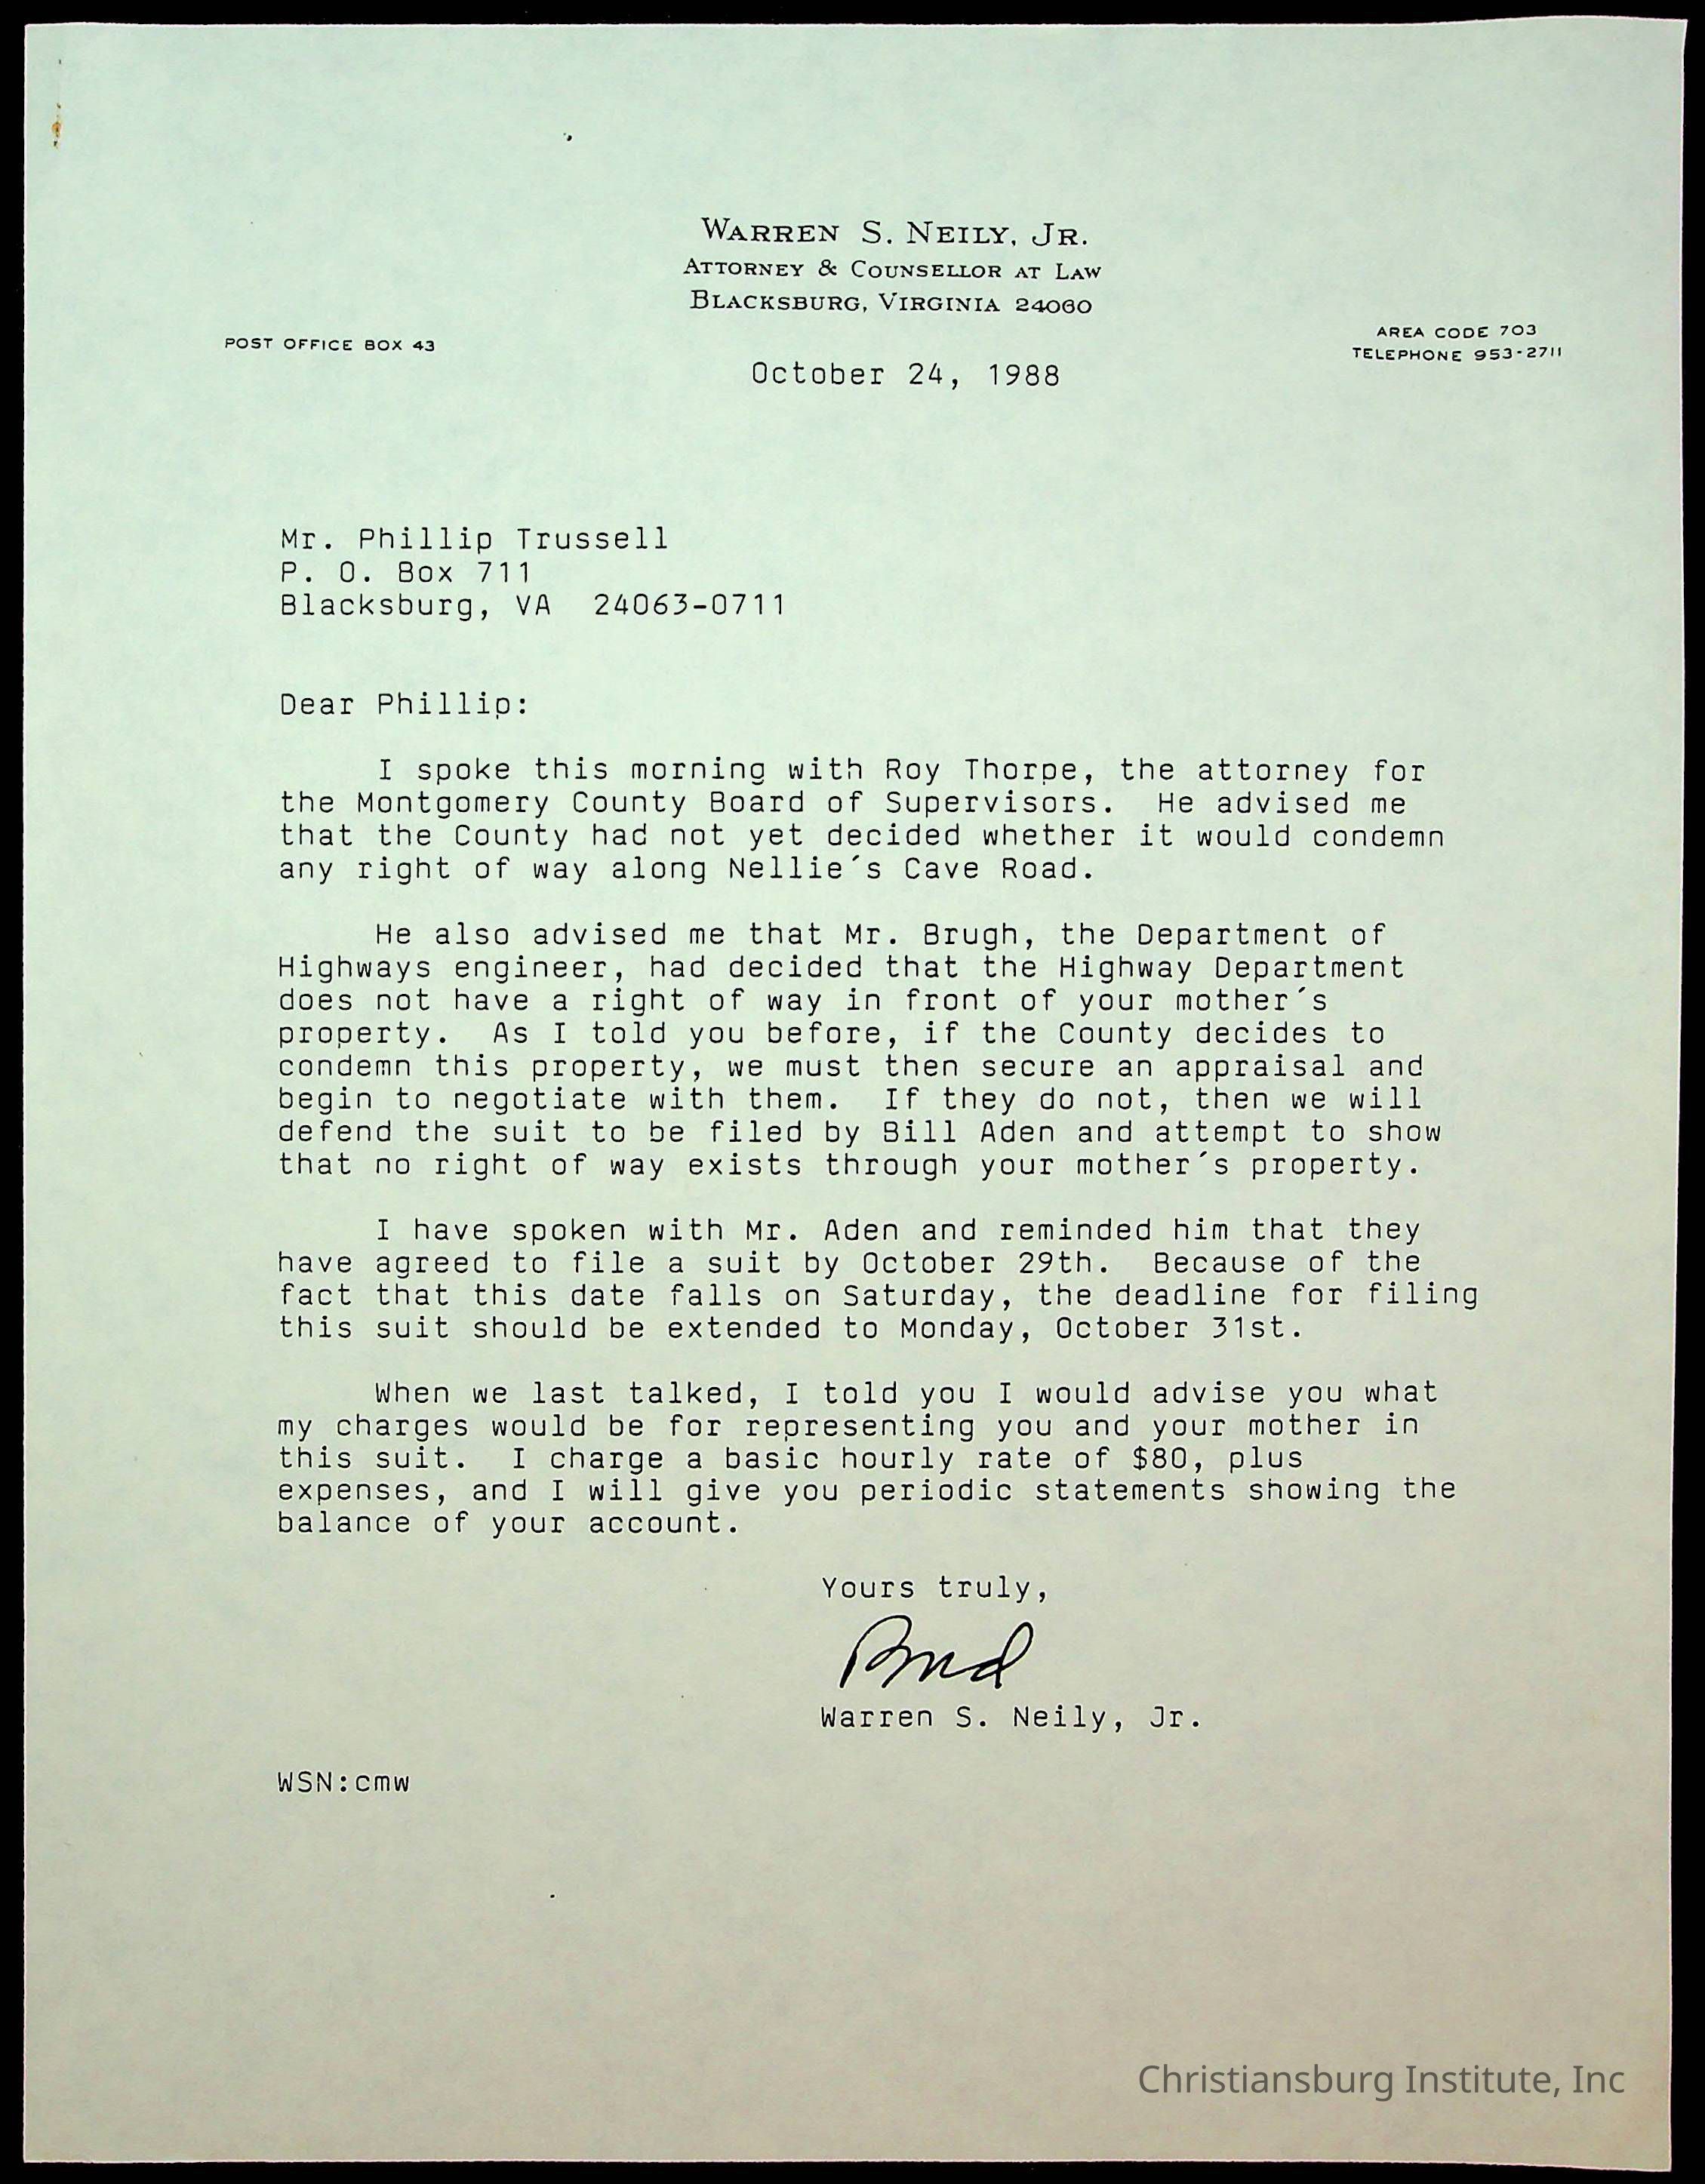 WARREN S. NEILY, JR.
ATTORNEY & COUNSELLOR AT LAW
BLACKSBURG, VIRGINIA 24060
POST OFFICE BOX 43
AREA CODE 703
TELEPHONE 953-2711
October 24, 1988
Mr. Phillip Trussell
P. O. Box 711
Blacksburg, VA  24063-0711
Dear Phillip:
I spoke this morning with Roy Thorpe, the attorney for
the Montgomery County Board of Supervisors.  He advised me
that the County had not yet decided whether it would condemn
any right of way along Nellie´s Cave Road.
He also advised me that Mr. Brugh, the Department of
Highways engineer, had decided that the Highway Department
does not have a right of way in front of your mother´s
property.  As I told you before, if the County decides to
condemn this property, we must then secure an appraisal and
begin to negotiate with them.  If they do not, then we will
defend the suit to be filed by Bill Aden and attempt to show
that no right of way exists through your mother´s property.
I have spoken with Mr. Aden and reminded him that they
have agreed to file a suit by October 29th.  Because of the
fact that this date falls on Saturday, the deadline for filing
this suit should be extended to Monday, October 31st.
When we last talked, I told you I would advise you what
my charges would be for representing you and your mother in
this suit.  I charge a basic hourly rate of $80, plus
expenses, and I will give you periodic statements showing the
balance of your account.
Yours truly,
Bud
Warren S. Neily, Jr.
WSN:cmw
Christiansburg Institute, Inc